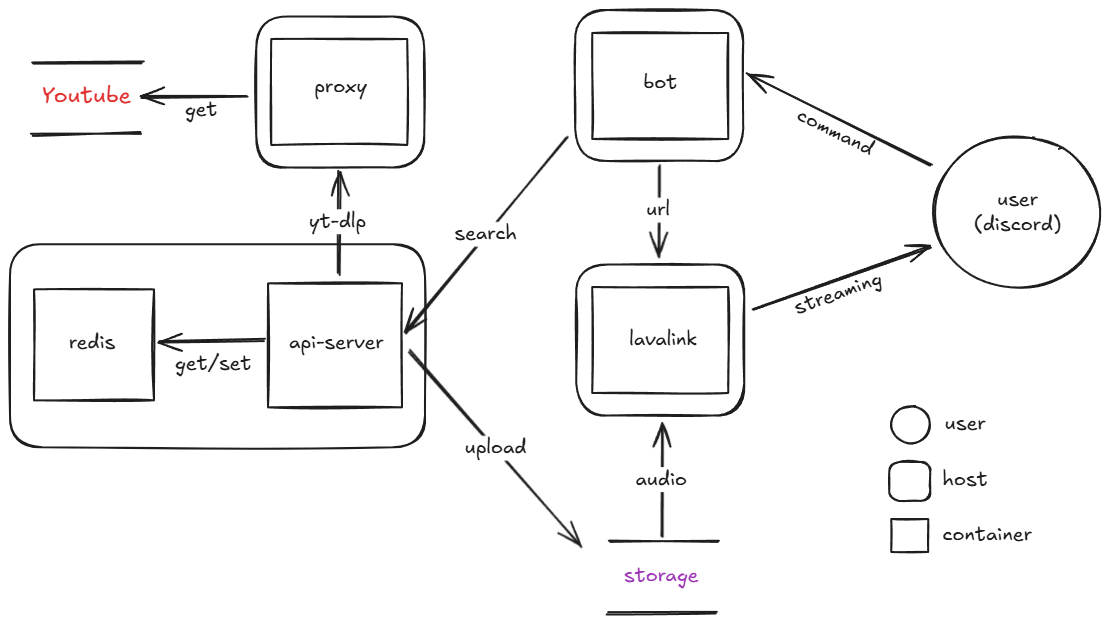 proxy
bot
Youtube
get
command
yt-dlp
url
search
user
(discord)
redis
api-server
get/set
lavalink
streaming
upload
audio
storage
user
host
container